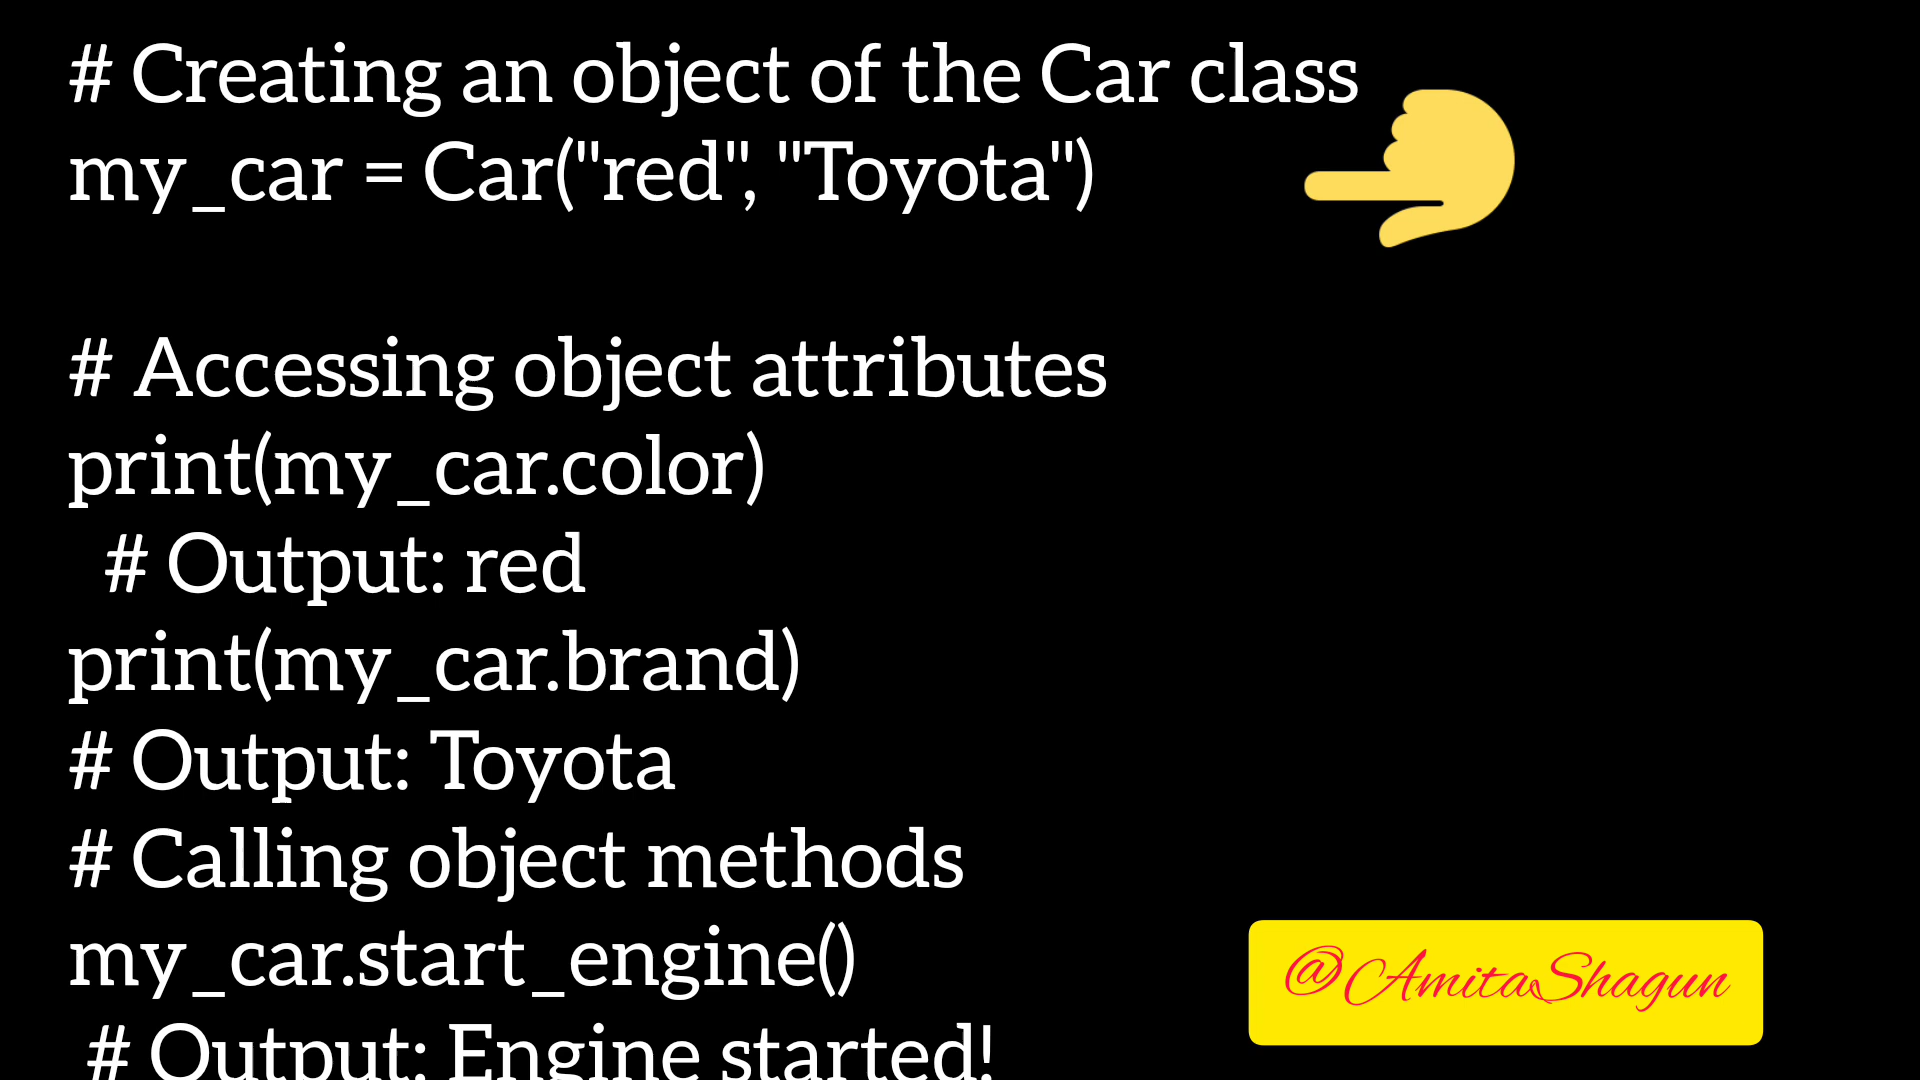 # Creating an object of the Car class
my_car = Car("red", "Toyota")
# Accessing object attributes
print(my_car.color)
# Output: red
print(my_car.brand)
# Output: Toyota
# Calling object methods
my_car.start_engine()
# Output: Engine started!
@AmitaShagun